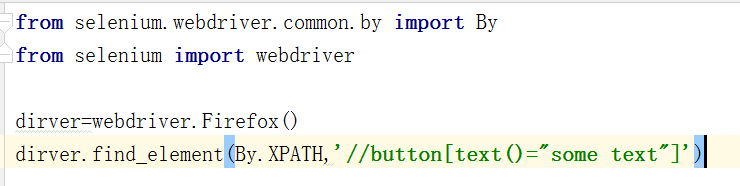 from selenium.webdriver.common.by import By
from selenium import webdriver
dirver=webdriver.Firefox()
dirver.find_element(By.XPATH,'//button[text()="some text"]')